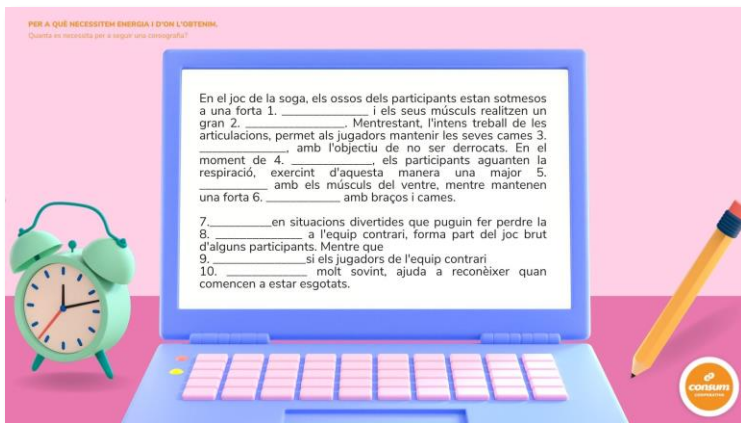 PER A QUÈ NECESSITEM ENERGIA I D'ON L'OBTENIM.
Quanta es necessita per a seguir una coreografia?
En el joc de la soga, els ossos dels participants estan sotmesos
a una forta 1. ______________ i els seus músculs realitzen un
gran 2. ________________. Mentrestant, l'intens treball de les
articulacions, permet als jugadors mantenir les seves cames 3.
______________, amb l'objectiu de no ser derrocats. En el
moment de 4. _____________, els participants aguanten la
respiració, exercint d'aquesta manera una major 5.
___________ amb els músculs del ventre, mentre mantenen
una forta 6. ____________ amb braços i cames.
7.__________en situacions divertides que puguin fer perdre la
8. _______________ a l'equip contrari, forma part del joc brut
d'alguns participants. Mentre que
9. _______________si els jugadors de l'equip contrari
10. _____________ molt sovint, ajuda a reconèixer quan
comencen a estar esgotats.
consum
COOPERATIVA